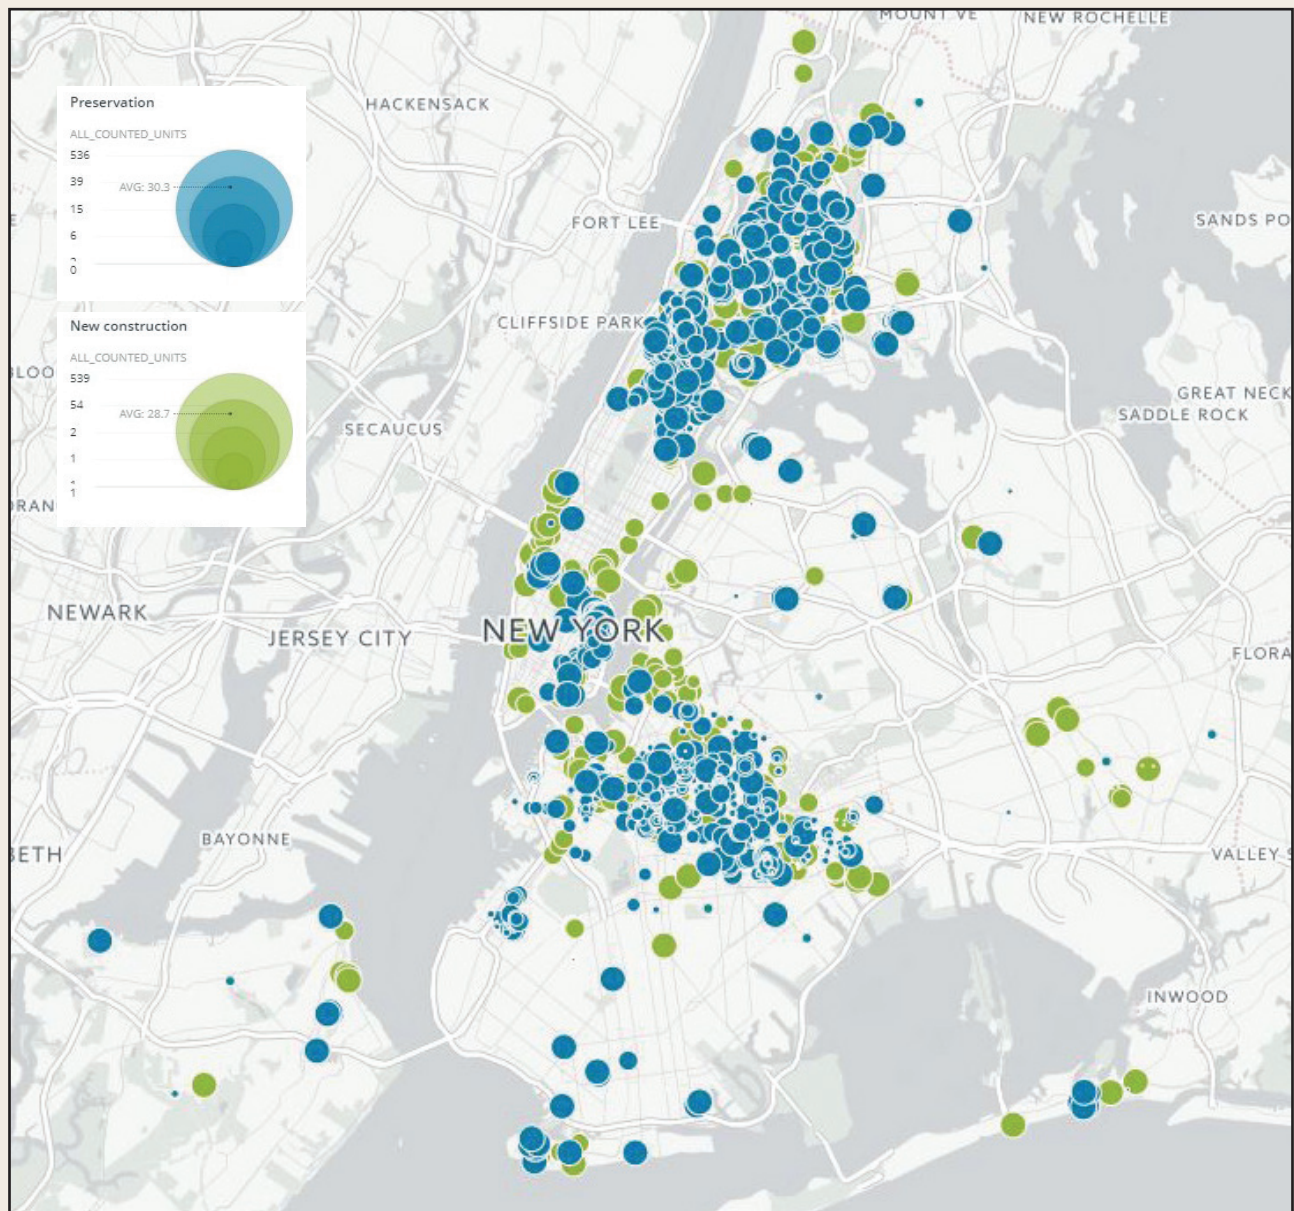 MOUNT VE
NEW ROCHELLE
HACKENSACK
Preservation
ALL_COUNTED_UNITS
536
39
AVG: 30.3
15
6
0
FORT LEE
SANDS PO
New construction
ALL_COUNTED_UNITS
539
54
AVG: 28.7
2
1
1
CLIFFSIDE PARK
GREAT NECK
SADDLE ROCK
SECAUCUS
NEWARK
JERSEY CITY
NEW YORK
FLORA
BAYONNE
VALLEY S
INWOOD